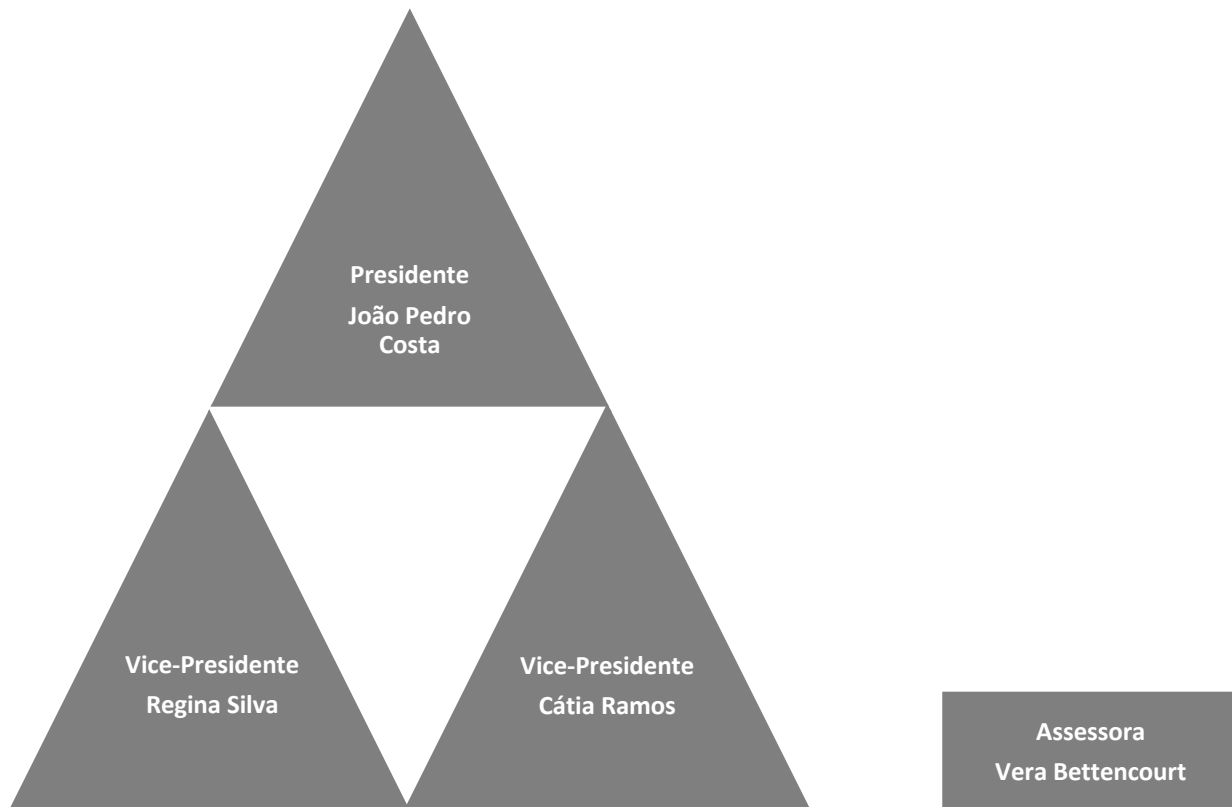 Presidente
João Pedro
Costa
Vice-Presidente
Regina Silva
Vice-Presidente
Cátia Ramos
Assessora
Vera Bettencourt